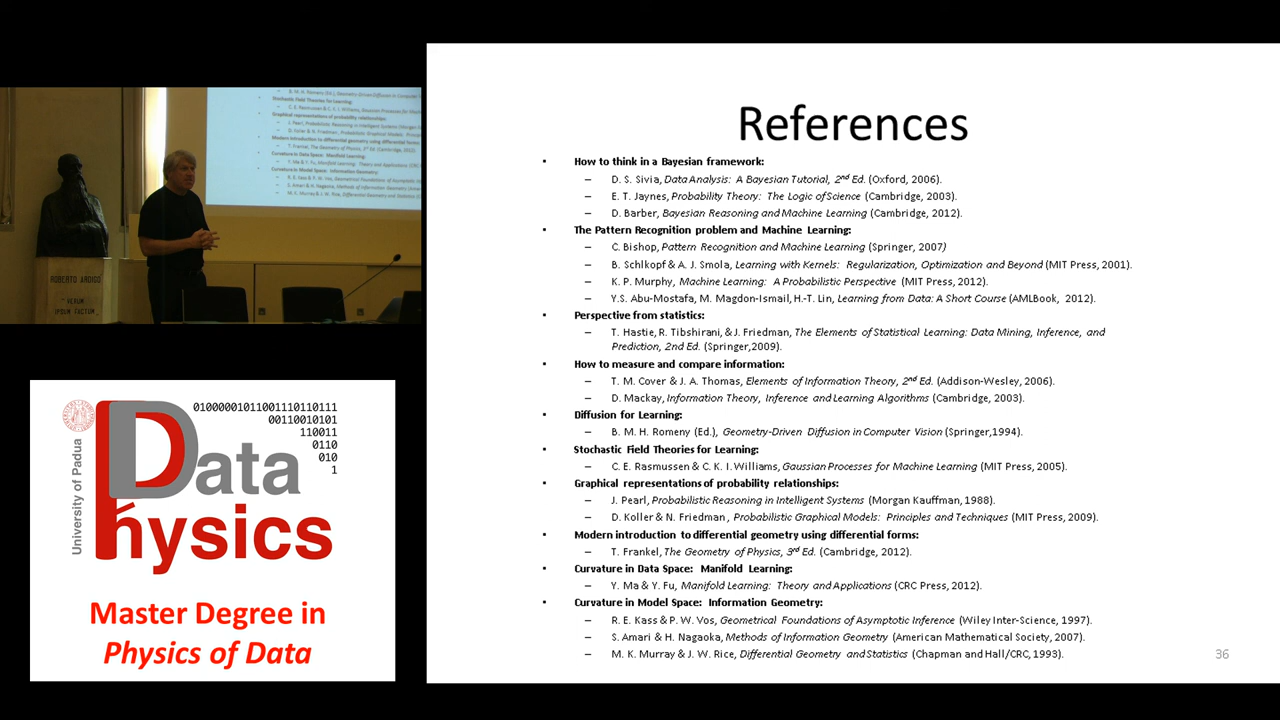 References
• How to think in a Bayesian framework:
– D. S. Sivia, Data Analysis: A Bayesian Tutorial, 2nd Ed. (Oxford, 2006).
– E. T. Jaynes, Probability Theory: The Logic of Science (Cambridge, 2003).
– D. Barber, Bayesian Reasoning and Machine Learning (Cambridge, 2012).
• The Pattern Recognition problem and Machine Learning:
– C. Bishop, Pattern Recognition and Machine Learning (Springer, 2007)
– B. Schlkopf & A. J. Smola, Learning with Kernels: Regularization, Optimization and Beyond (MIT Press, 2001).
– K. P. Murphy, Machine Learning: A Probabilistic Perspective (MIT Press, 2012).
– Y.S. Abu-Mostafa, M. Magdon-Ismail, H.-T. Lin, Learning from Data: A Short Course (AMLBook, 2012).
• Perspective from statistics:
– T. Hastie, R. Tibshirani, & J. Friedman, The Elements of Statistical Learning: Data Mining, Inference, and
Prediction, 2nd Ed. (Springer,2009).
• How to measure and compare information:
– T. M. Cover & J. A. Thomas, Elements of Information Theory, 2nd Ed. (Addison-Wesley, 2006).
– D. Mackay, Information Theory, Inference and Learning Algorithms (Cambridge, 2003).
• Diffusion for Learning:
– B. M. H. Romeny (Ed.), Geometry-Driven Diffusion in Computer Vision (Springer,1994).
• Stochastic Field Theories for Learning:
– C. E. Rasmussen & C. K. I. Williams, Gaussian Processes for Machine Learning (MIT Press, 2005).
• Graphical representations of probability relationships:
– J. Pearl, Probabilistic Reasoning in Intelligent Systems (Morgan Kauffman, 1988).
– D. Koller & N. Friedman, Probabilistic Graphical Models: Principles and Techniques (MIT Press, 2009).
• Modern introduction to differential geometry using differential forms:
– T. Frankel, The Geometry of Physics, 3rd Ed. (Cambridge, 2012).
• Curvature in Data Space: Manifold Learning:
– Y. Ma & Y. Fu, Manifold Learning: Theory and Applications (CRC Press, 2012).
• Curvature in Model Space: Information Geometry:
– R. E. Kass & P. W. Vos, Geometrical Foundations of Asymptotic Inference (Wiley Inter-Science, 1997).
– S. Amari & H. Nagaoka, Methods of Information Geometry (American Mathematical Society, 2007).
– M. K. Murray & J. W. Rice, Differential Geometry and Statistics (Chapman and Hall/CRC, 1993).
36
ROBERTO ARDIGO
VERUM
IPSUM FACTUM
University of Padua
Data
Physics
0100000101100111011011​1
00110010101
110011
0110
010
1
Master Degree in
Physics of Data